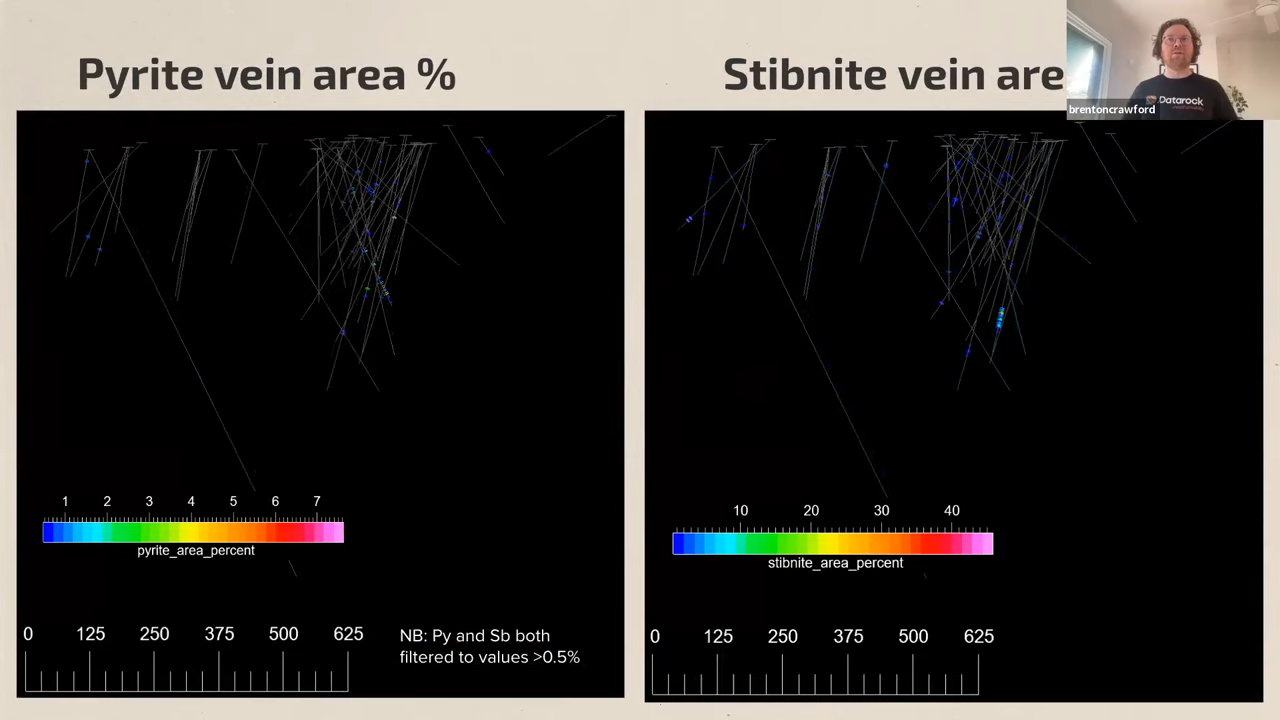 Pyrite vein area %
Stibnite vein are
Datarock
brentoncrawford
1 2 3 4 5 6 7
pyrite_area_percent
0 125 250 375 500 625
NB: Py and Sb both
filtered to values >0.5%
10 20 30 40
stibnite_area_percent
0 125 250 375 500 625